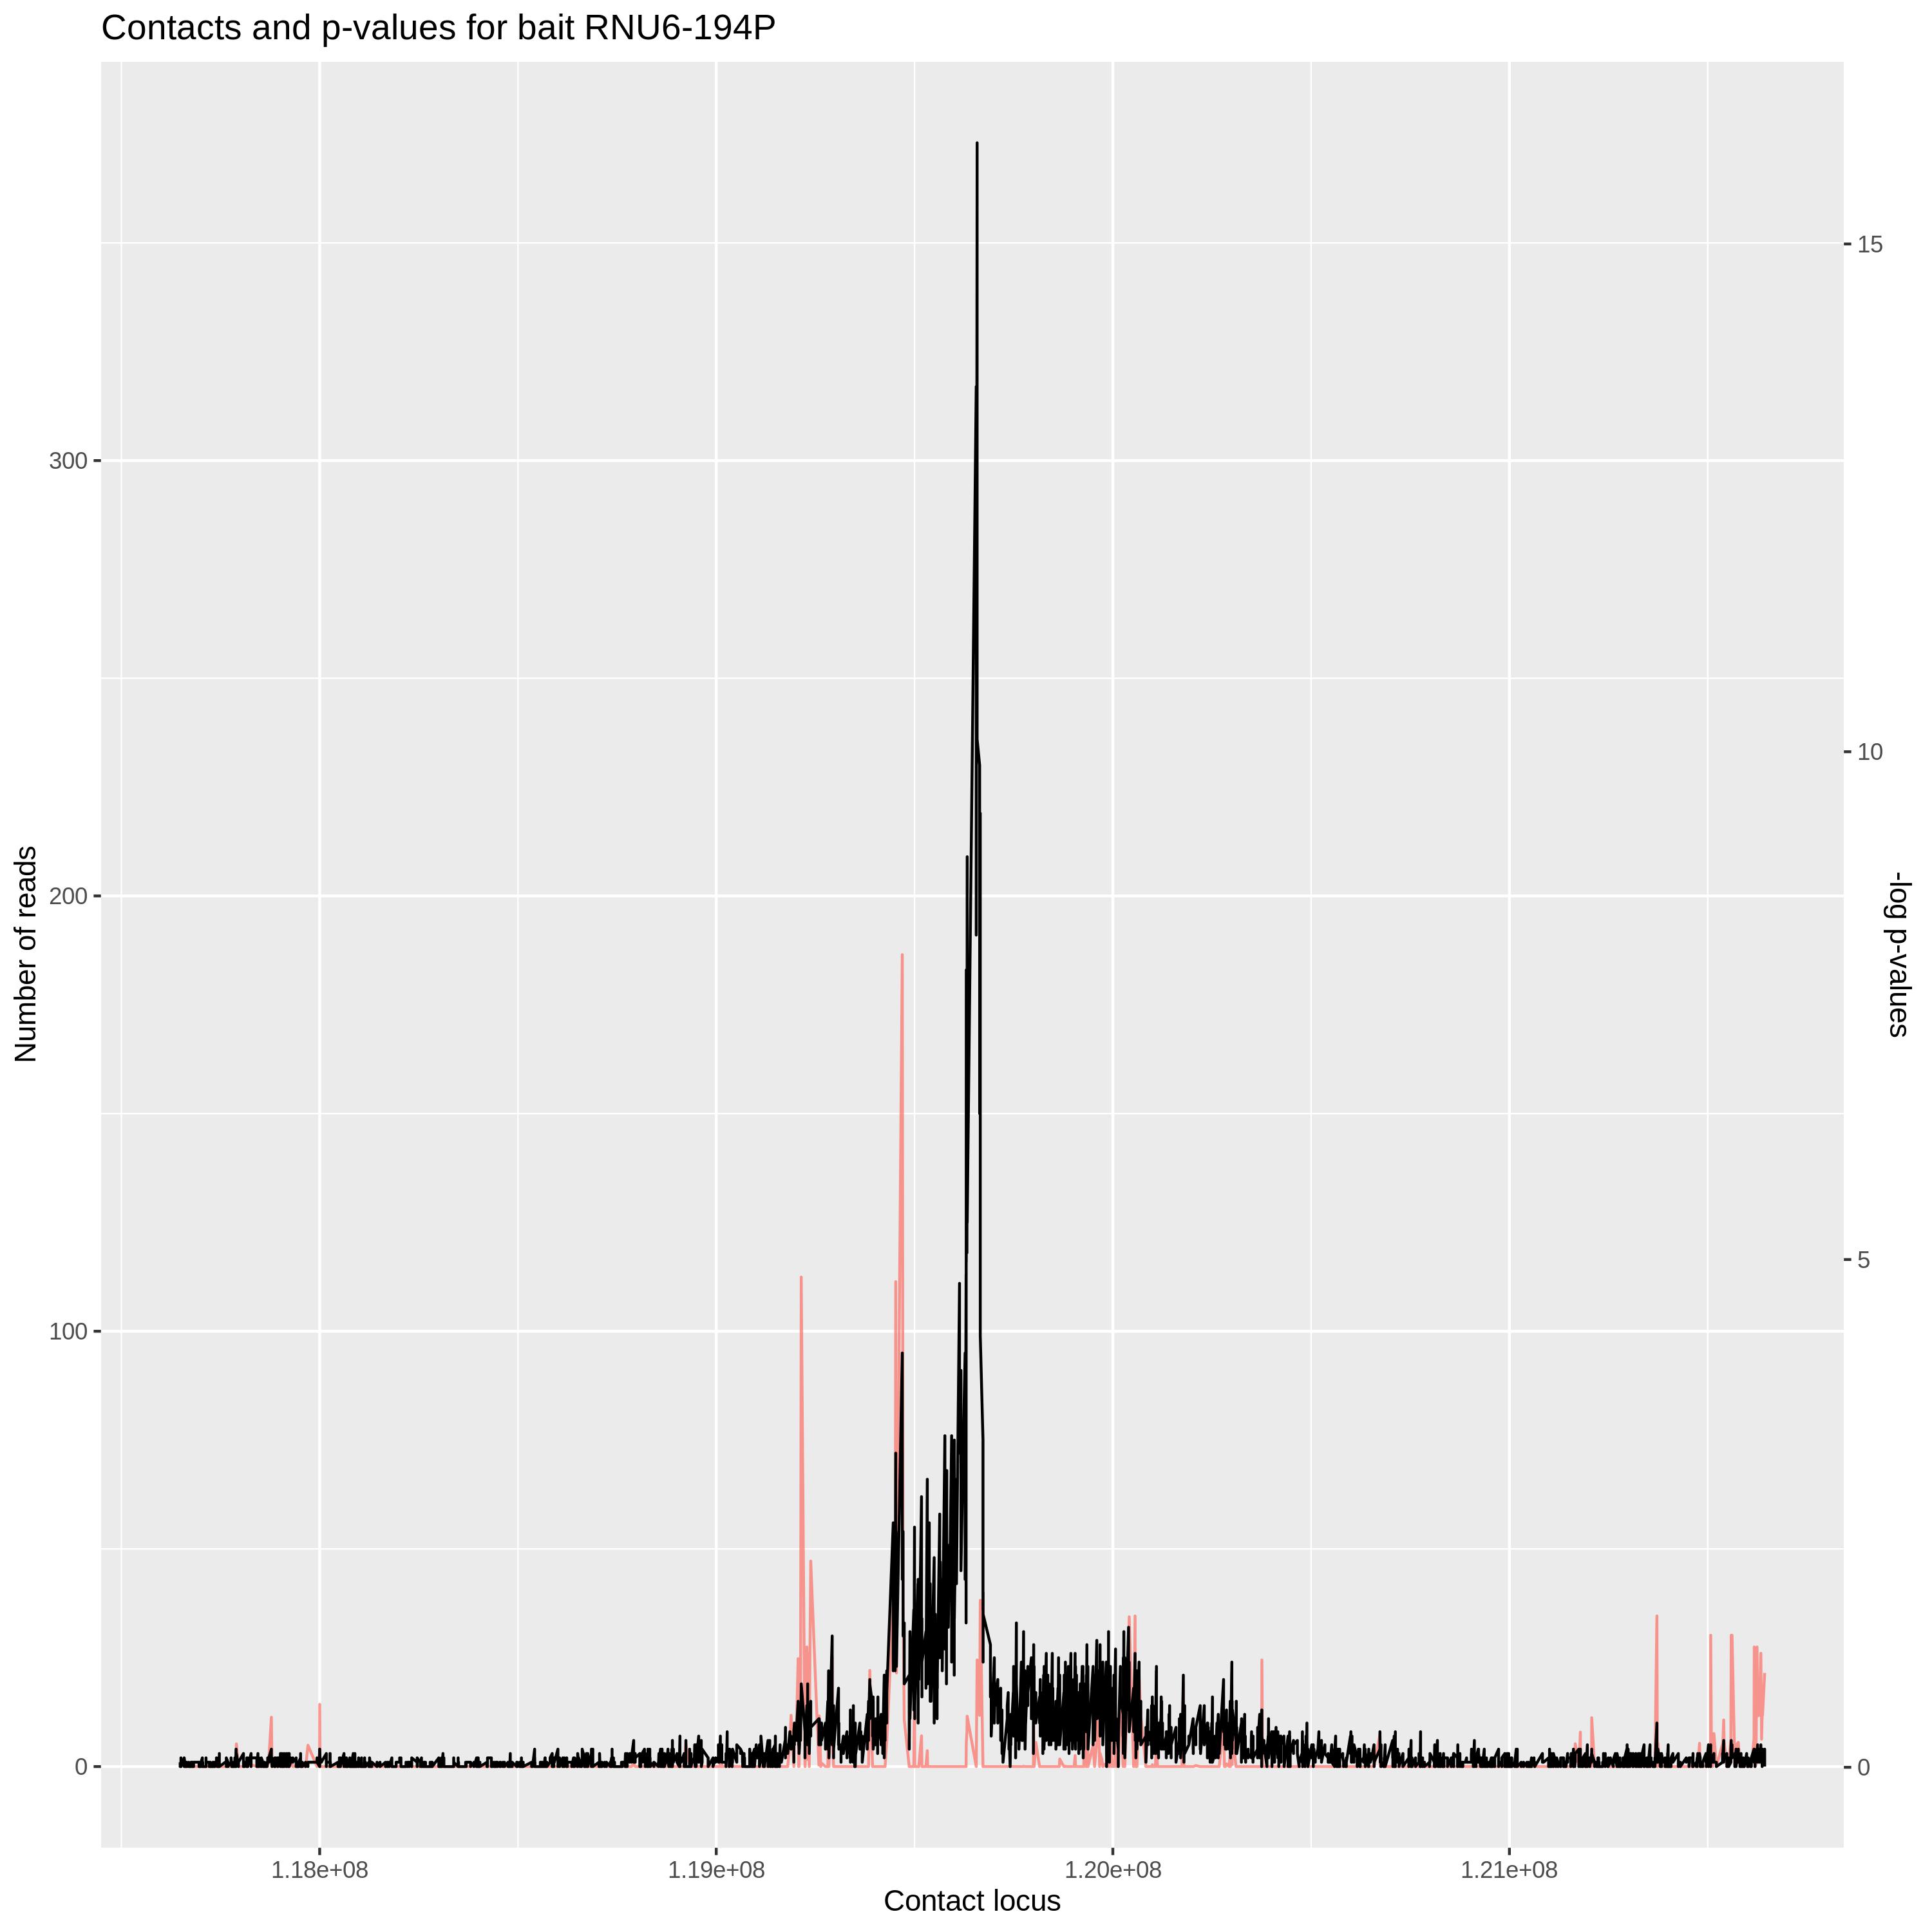 Contacts and p-values for bait RNU6-194P
300
200
100
0
15
10
5
0
Number of reads
-log p-values
1.18e+08
1.19e+08
1.20e+08
1.21e+08
Contact locus